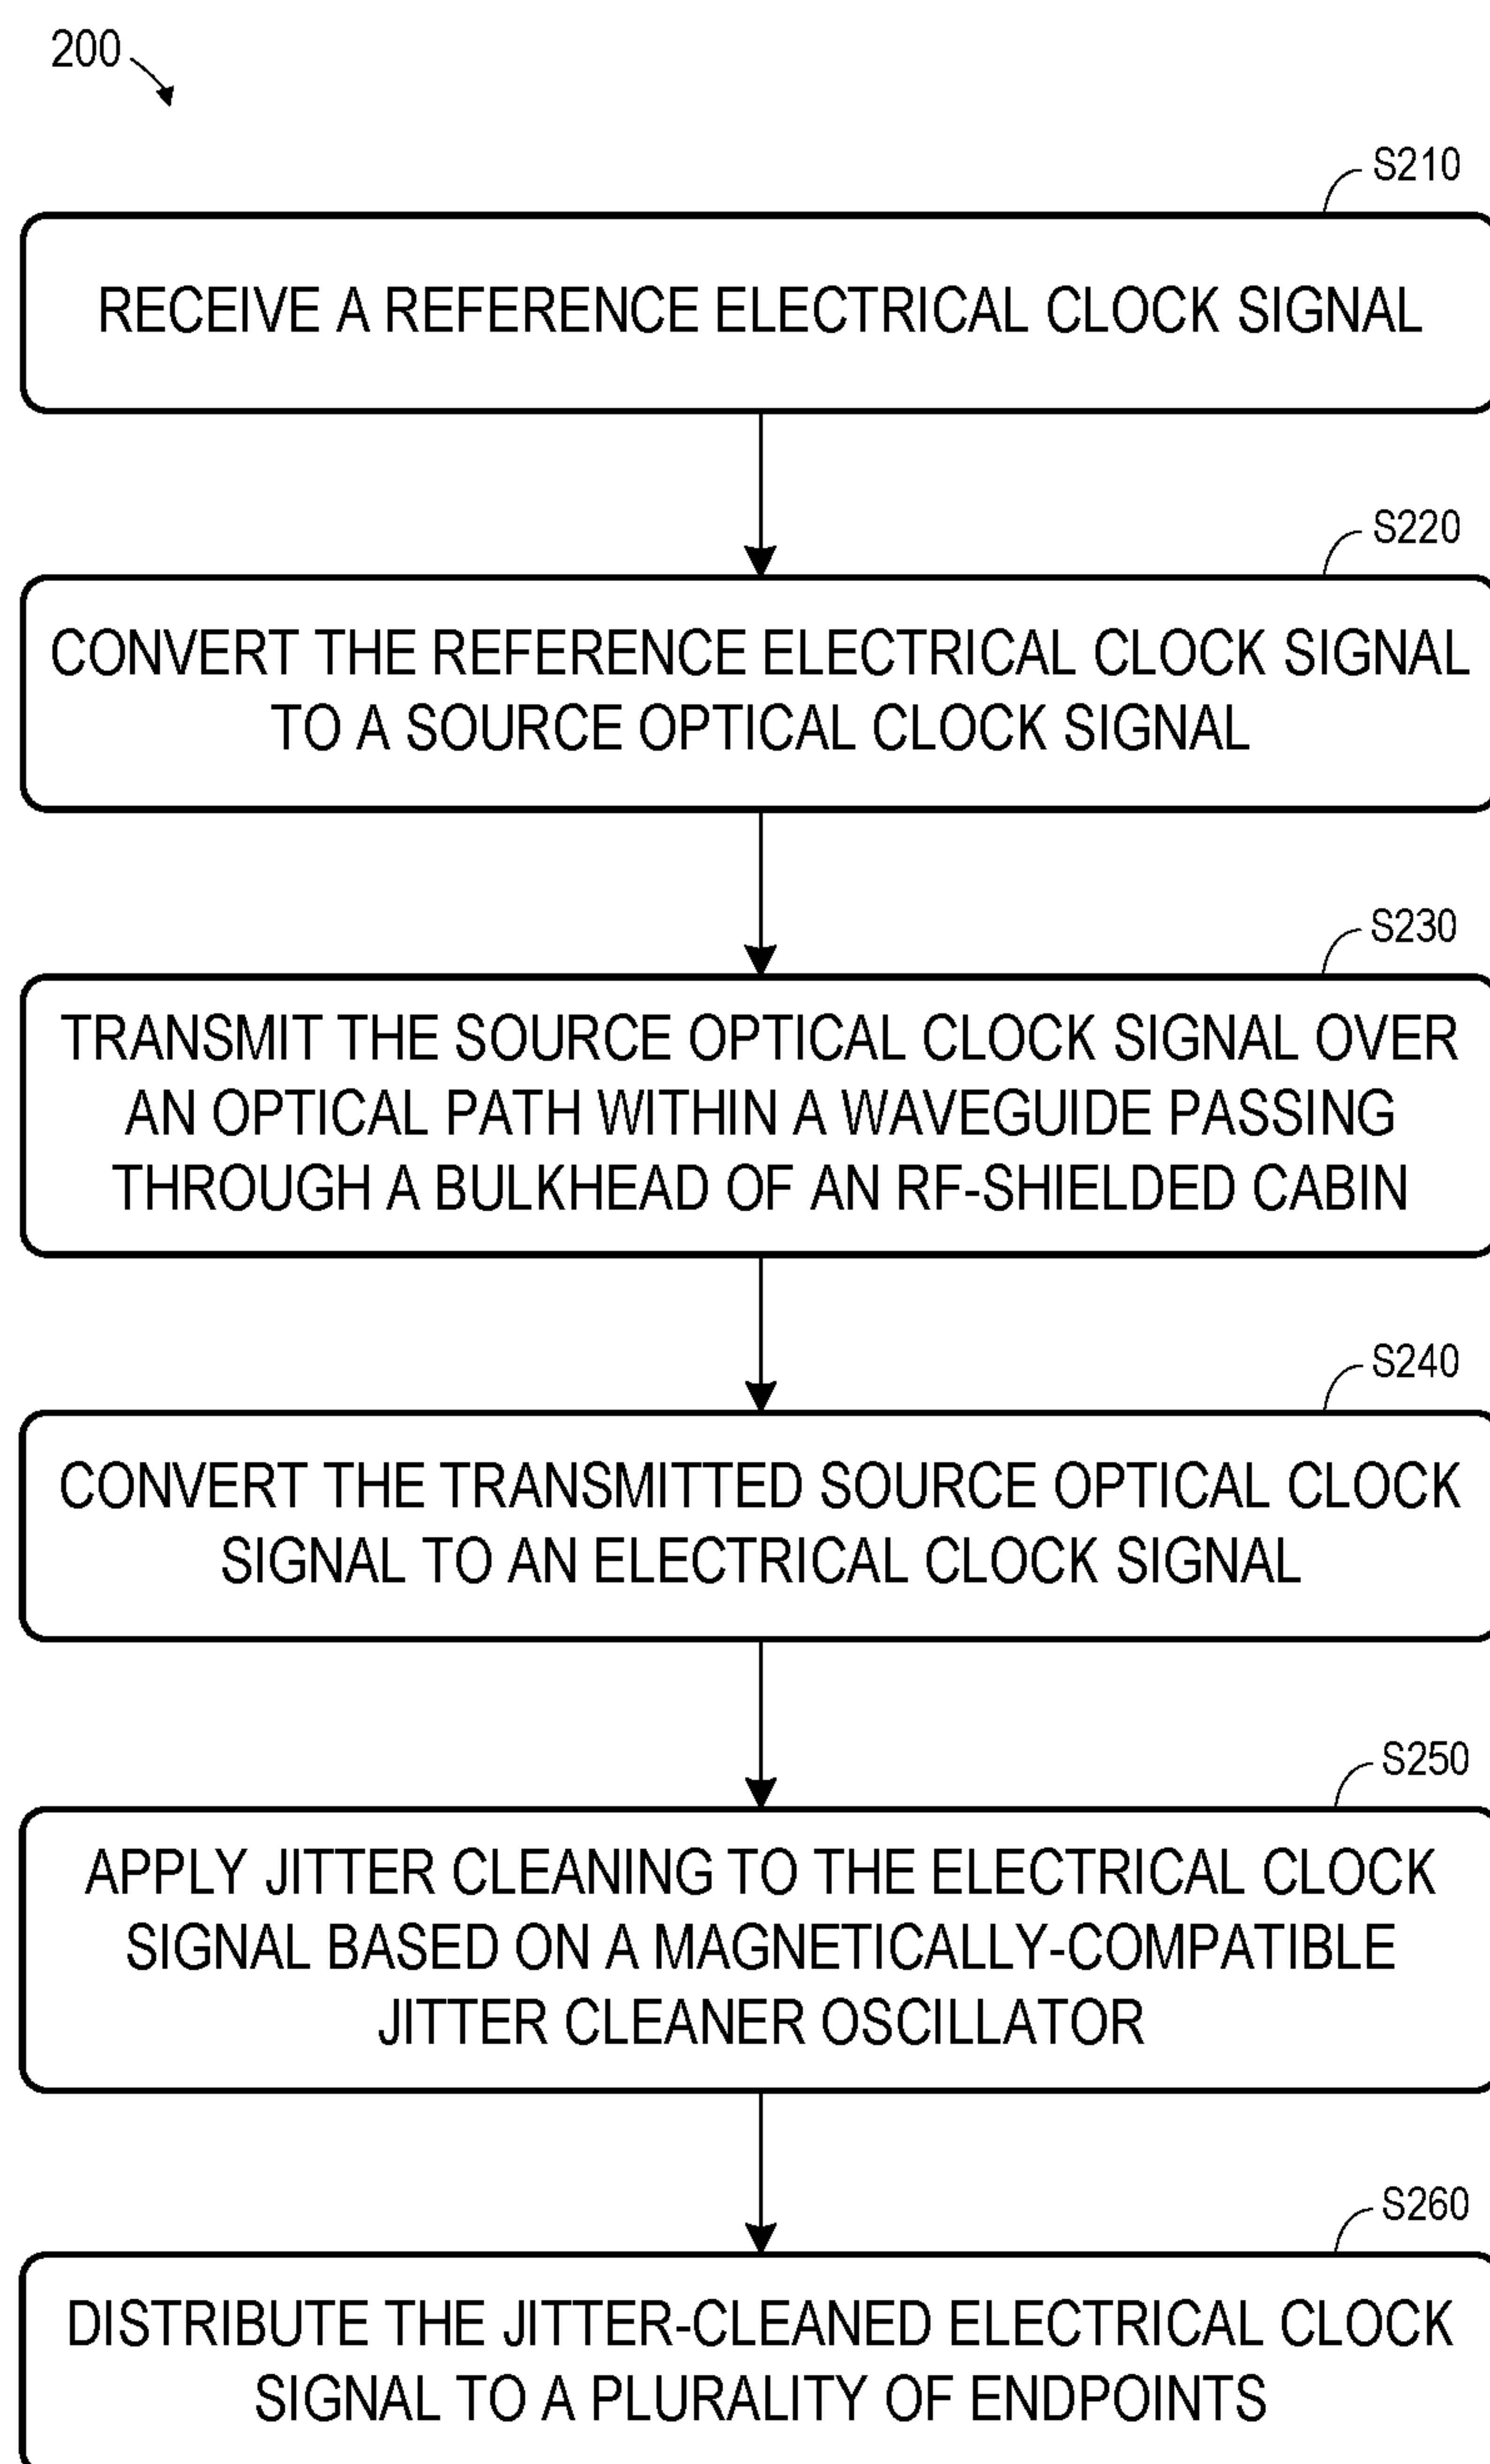 200
S210
RECEIVE A REFERENCE ELECTRICAL CLOCK SIGNAL
S220
CONVERT THE REFERENCE ELECTRICAL CLOCK SIGNAL
TO A SOURCE OPTICAL CLOCK SIGNAL
S230
TRANSMIT THE SOURCE OPTICAL CLOCK SIGNAL OVER
AN OPTICAL PATH WITHIN A WAVEGUIDE PASSING
THROUGH A BULKHEAD OF AN RF-SHIELDED CABIN
S240
CONVERT THE TRANSMITTED SOURCE OPTICAL CLOCK
SIGNAL TO AN ELECTRICAL CLOCK SIGNAL
S250
APPLY JITTER CLEANING TO THE ELECTRICAL CLOCK
SIGNAL BASED ON A MAGNETICALLY-COMPATIBLE
JITTER CLEANER OSCILLATOR
S260
DISTRIBUTE THE JITTER-CLEANED ELECTRICAL CLOCK
SIGNAL TO A PLURALITY OF ENDPOINTS